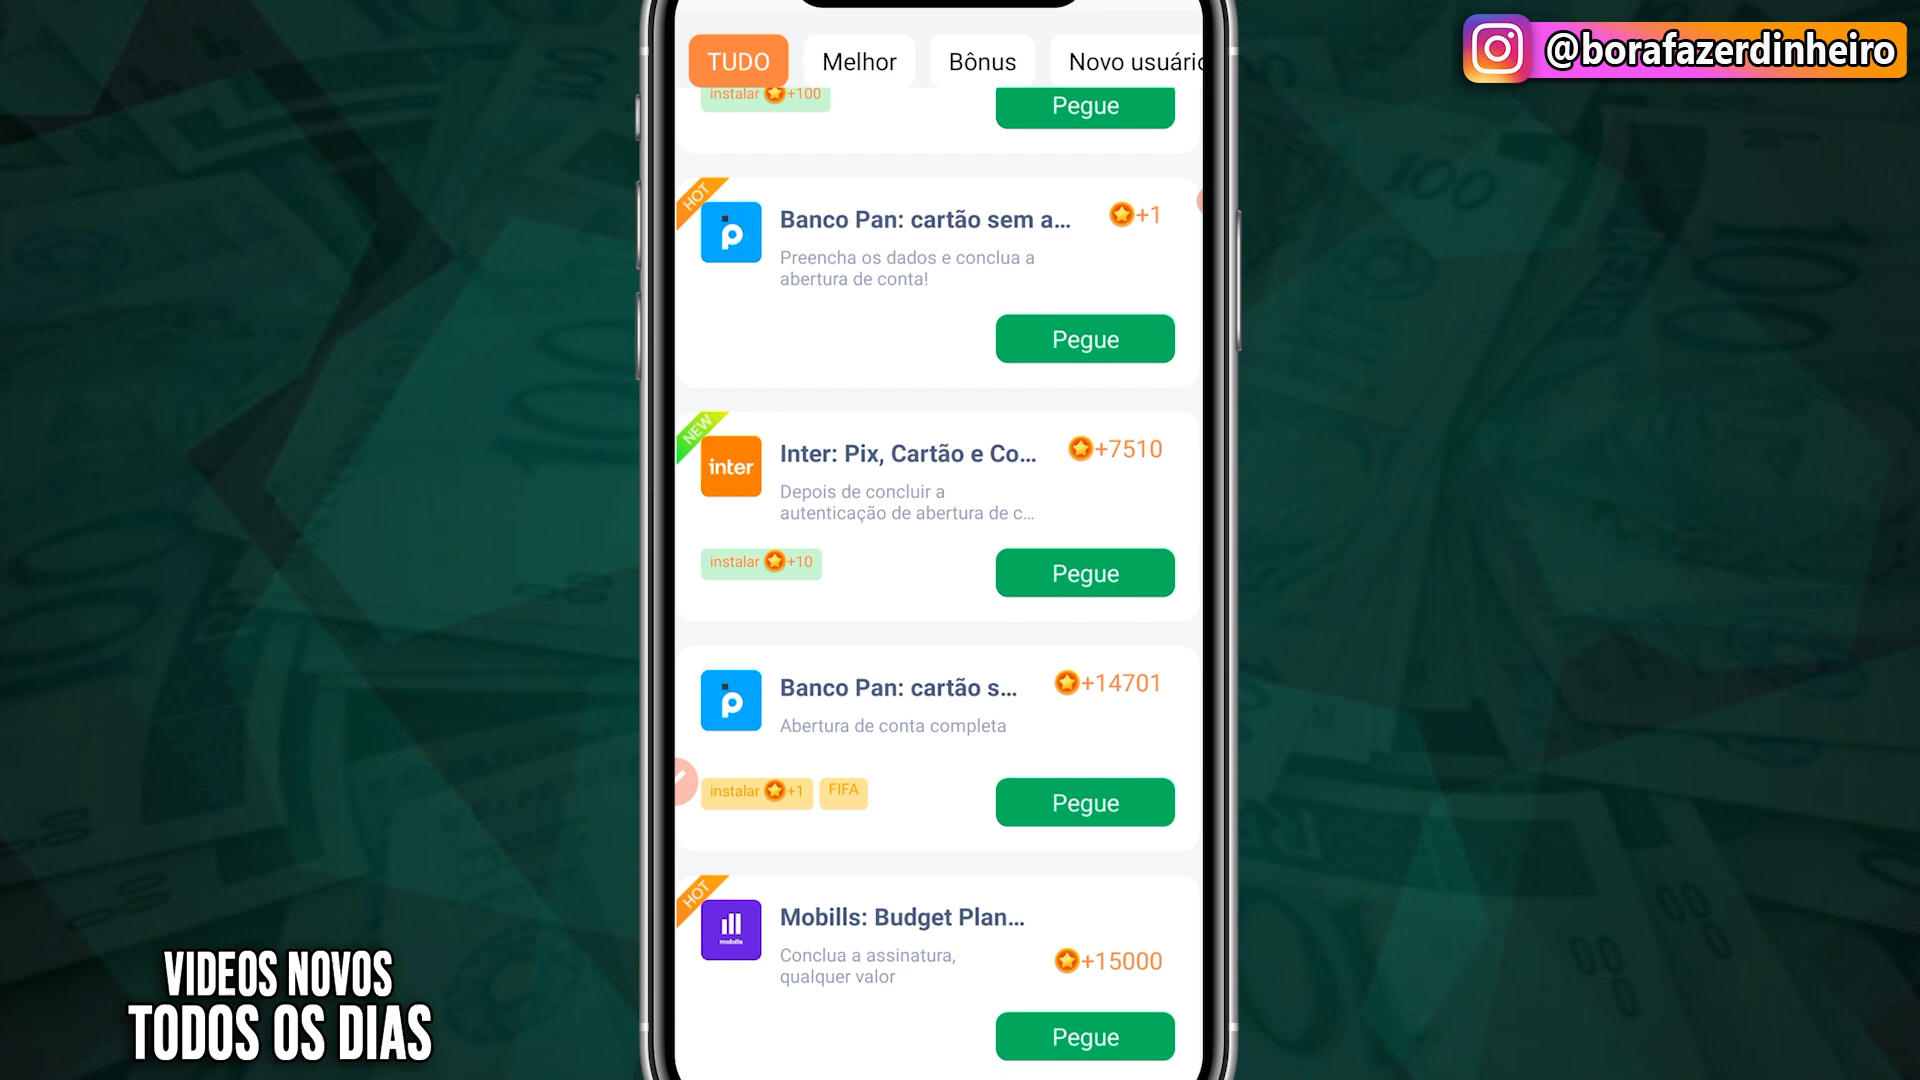 @borafazerdinheiro
TUDO
Melhor
Bônus
Novo usuário
instalar +100
Pegue
HOT
Banco Pan: cartão sem a...
+1
Preencha os dados e conclua a
abertura de conta!
Pegue
NEW
inter
Inter: Pix, Cartão e Co...
+7510
Depois de concluir a
autenticação de abertura de c...
instalar +10
Pegue
Banco Pan: cartão s...
+14701
Abertura de conta completa
instalar +1
FIFA
Pegue
HOT
mobills
Mobills: Budget Plan...
Conclua a assinatura,
qualquer valor
+15000
Pegue
VIDEOS NOVOS
TODOS OS DIAS